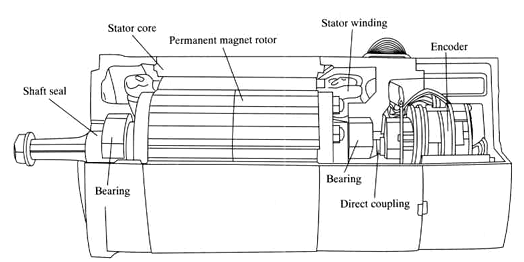 Stator core
Stator winding
Permanent magnet rotor
Encoder
Shaft seal
Bearing
Bearing
Direct coupling